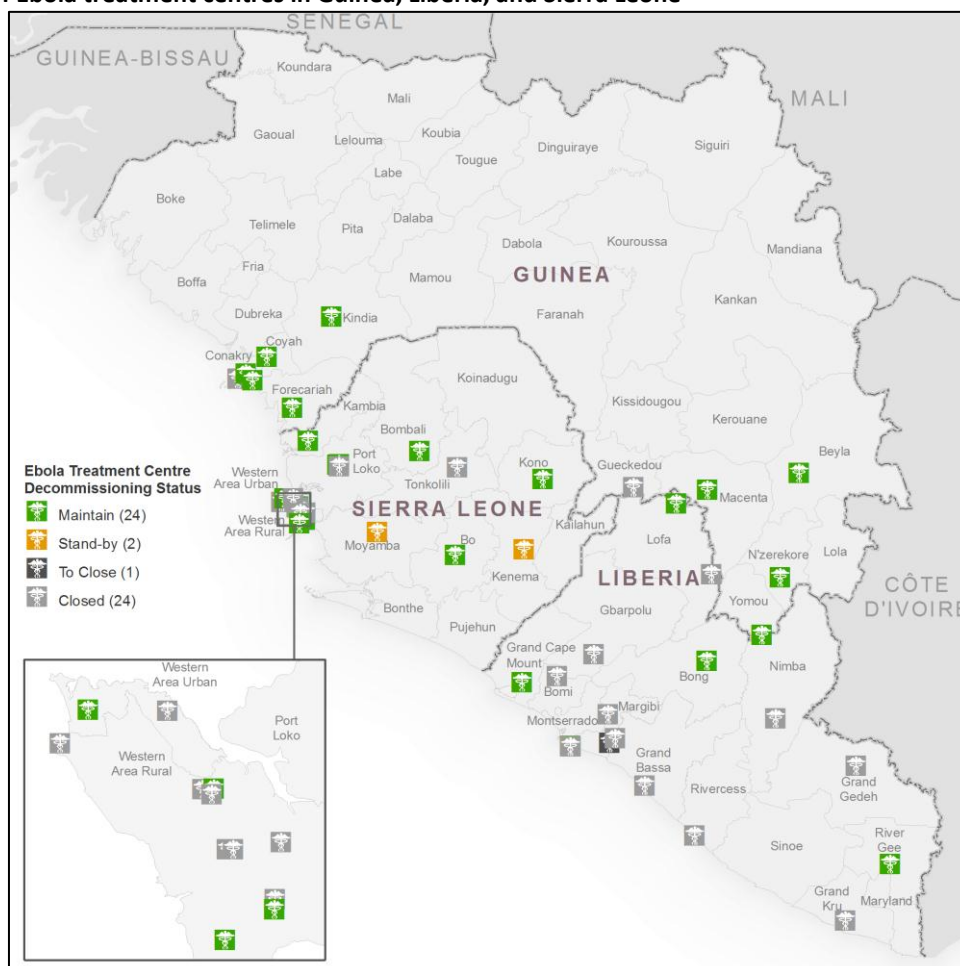 Ebola treatment centres in Guinea, Liberia, and Sierra Leone
SENEGAL
GUINEA-BISSAU
Koundara
Mali
MALI
Gaoual
Lelouma
Koubia
Tougue
Dinguiraye
Siguiri
Labe
Boke
Telimele
Pita
Dalaba
Dabola
Kouroussa
Mandiana
Fria
Boffa
Mamou
GUINEA
Kankan
Dubreka
Kindia
Faranah
Coyah
Conakry
Koinadugu
Forecariah
Kissidougou
Kambia
Kerouane
Bombali
Beyla
Port
Loko
Kono
Gueckedou
Western
Area Urban
Tonkolili
Macenta
SIERRA LEONE
Western
Area Rural
Kailahun
Moyamba
Bo
Lofa
N'zerekore
Lola
Kenema
LIBERIA
CÔTE
D'IVOIRE
Bonthe
Gbarpolu
Yomou
Pujehun
Grand Cape
Mount
Bong
Nimba
Bomi
Margibi
Montserrado
Grand
Bassa
Rivercess
Grand
Gedeh
Sinoe
River
Gee
Grand
Kru
Maryland
Ebola Treatment Centre
Decommissioning Status
Maintain (24)
Stand-by (2)
To Close (1)
Closed (24)
Western
Area Urban
Port
Loko
Western
Area Rural